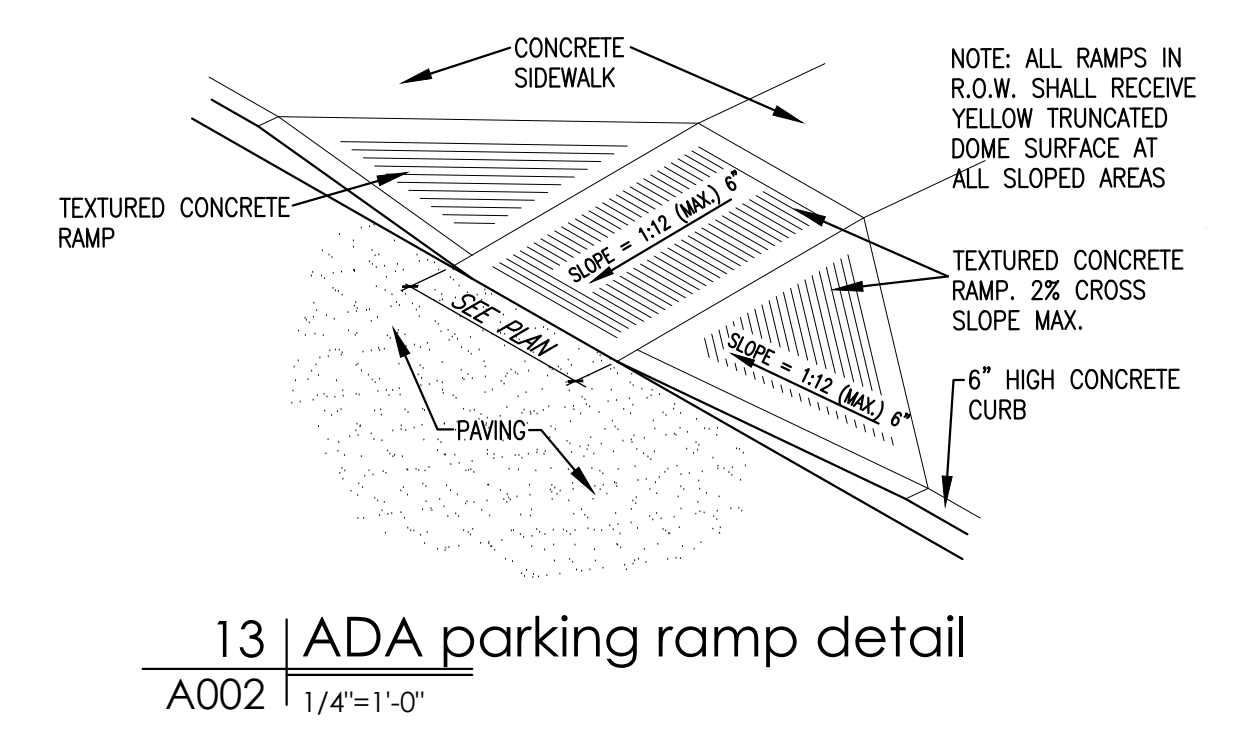 CONCRETE
SIDEWALK
NOTE: ALL RAMPS IN
R.O.W. SHALL RECEIVE
YELLOW TRUNCATED
DOME SURFACE AT
ALL SLOPED AREAS
TEXTURED CONCRETE
RAMP
SLOPE = 1:12 (MAX.) 6"
TEXTURED CONCRETE
RAMP. 2% CROSS
SLOPE MAX.
SEE PLAN
SLOPE = 1:12 (MAX.) 6"
6" HIGH CONCRETE
CURB
PAVING
13 ADA parking ramp detail
A002 1/4"=1'-0"